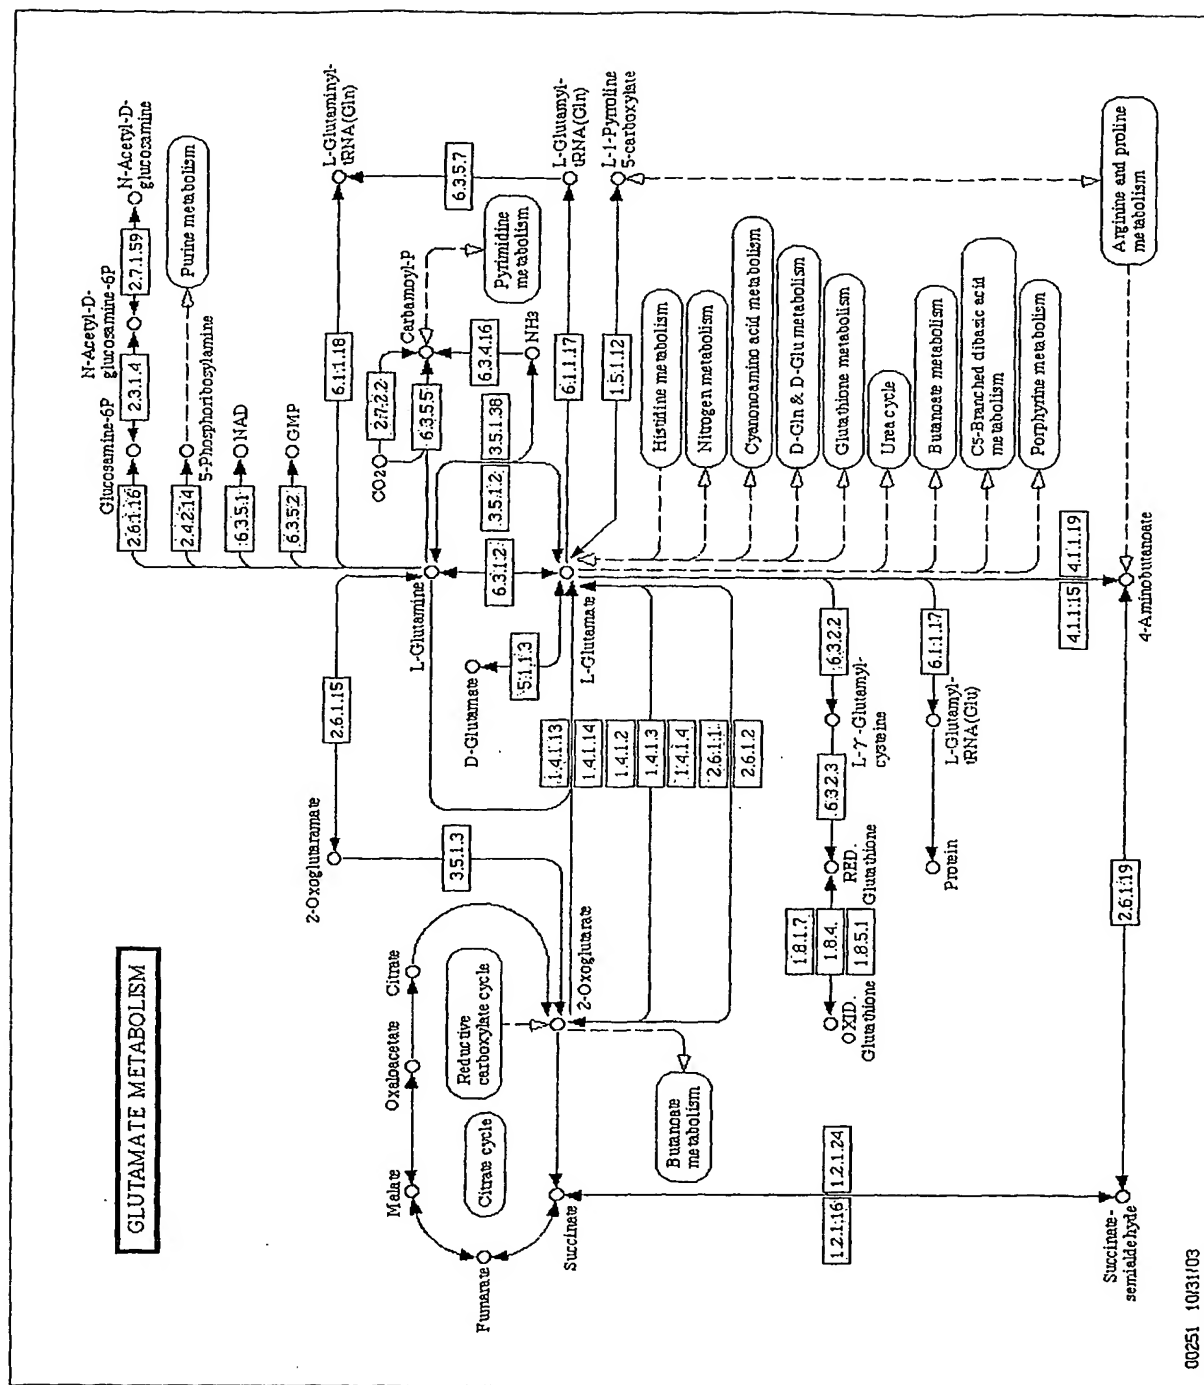 GLUTAMATE METABOLISM
Fumarate
Malate
Oxaloacetate
Citrate
Citrate cycle
Reductive
carboxylate cycle
Succinate
2-Oxoglutarate
Butanoate
metabolism
2-Oxoglutaramate
3.5.1.3
2.6.1.15
L-Glutamine
D-Glutamate
5.1.1.3
6.3.1.2
L-Glutamate
1.4.1.13
1.4.1.14
1.4.1.2
1.4.1.3
1.4.1.4
2.6.1.1
2.6.1.2
2.6.1.16
Glucosamine-6P
2.3.1.4
N-Acetyl-D-
glucosamine-6P
2.7.1.59
N-Acetyl-D-
glucosamine
2.4.2.14
5-Phosphoribosylamine
Purine metabolism
6.3.5.1
NAD
6.3.5.2
GMP
6.1.1.18
L-Glutaminyl-
tRNA(Gln)
CO2
2.7.2.2
6.3.5.5
Carbamoyl-P
6.3.4.16
NH3
Pyrimidine
metabolism
6.3.5.7
3.5.1.2
3.5.1.38
6.1.1.17
L-Glutamyl-
tRNA(Gln)
1.5.1.12
L-1-Pyrroline
5-carboxylate
Histidine metabolism
Nitrogen metabolism
Cyanonoamino acid metabolism
D-Gln & D-Glu metabolism
Glutathione metabolism
Urea cycle
Butanoate metabolism
C5-Branched dibasic acid
metabolism
Porphyrine metabolism
Arginine and proline
metabolism
6.3.2.2
L-γ-Glutamyl-
cysteine
6.3.2.3
RED.
Glutathione
1.8.1.7
1.8.4.
1.8.5.1
OXID.
Glutathione
6.1.1.17
L-Glutamyl-
tRNA(Glu)
Protein
4.1.1.15
4.1.1.19
4-Aminobutanoate
2.6.1.19
1.2.1.16
1.2.1.24
Succinate-
semialdehyde
00251 10/31/03